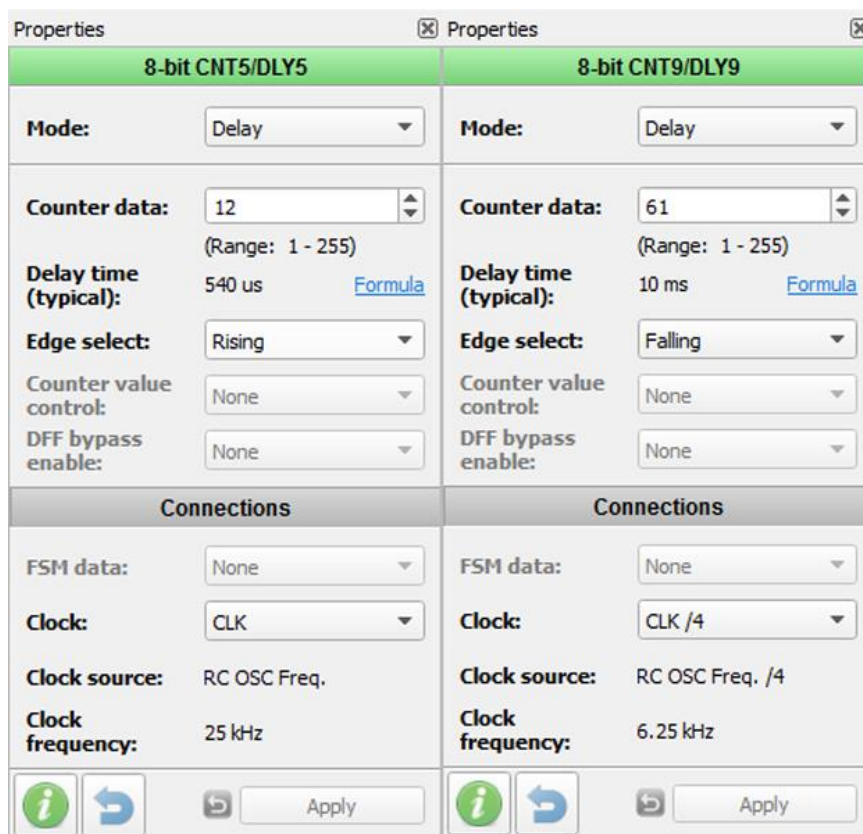 Properties
8-bit CNT5/DLY5
Mode: Delay
Counter data: 12
(Range: 1 - 255)
Delay time
(typical): 540 us Formula
Edge select: Rising
Counter value
control: None
DFF bypass
enable: None
Connections
FSM data: None
Clock: CLK
Clock source: RC OSC Freq.
Clock
frequency: 25 kHz
Apply
Properties
8-bit CNT9/DLY9
Mode: Delay
Counter data: 61
(Range: 1 - 255)
Delay time
(typical): 10 ms Formula
Edge select: Falling
Counter value
control: None
DFF bypass
enable: None
Connections
FSM data: None
Clock: CLK /4
Clock source: RC OSC Freq. /4
Clock
frequency: 6.25 kHz
Apply